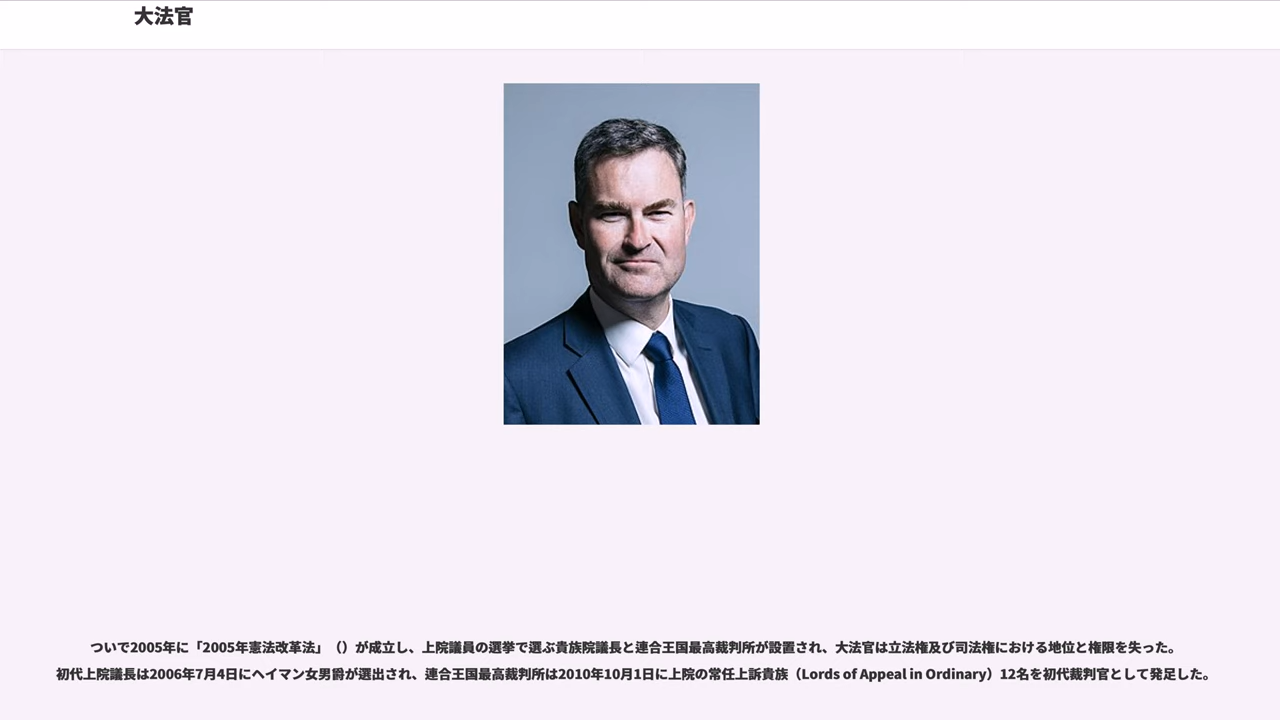 大法官
ついで2005年に「2005年憲法改革法」（）が成立し、上院議員の選挙で選ぶ貴族院議長と連合王国最高裁判所が設置され、大法官は立法権及び司法権における地位と権限を失った。
初代上院議長は2006年7月4日にヘイマン女男爵が選出され、連合王国最高裁判所は2010年10月1日に上院の常任上訴貴族（Lords of Appeal in Ordinary）12名を初代裁判官として発足した。